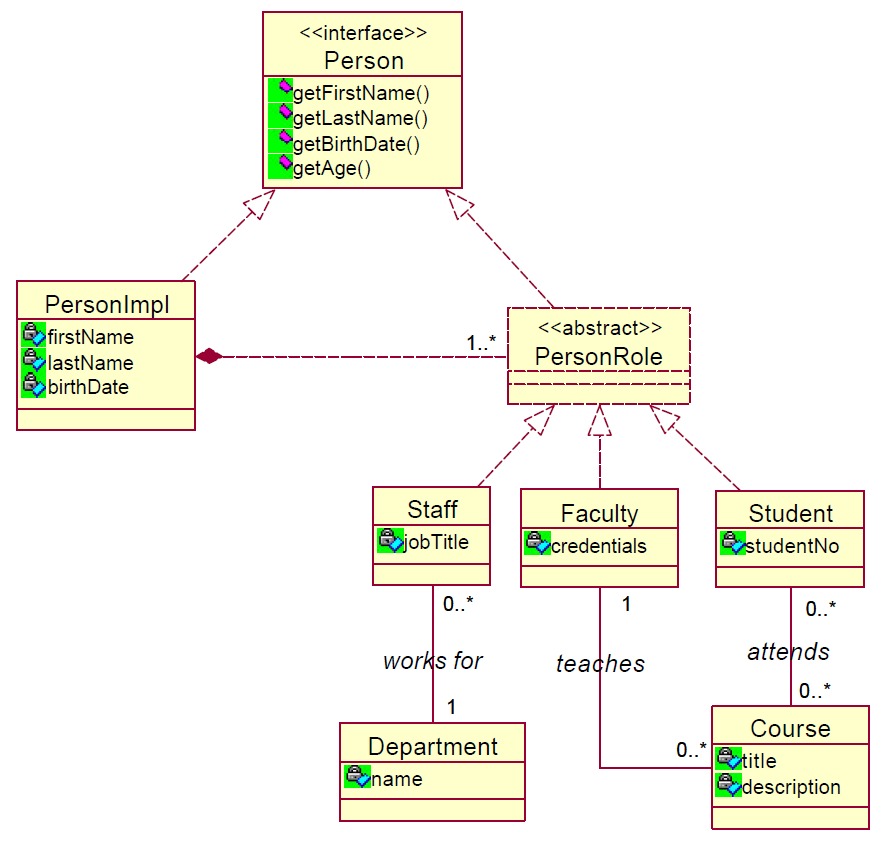 <<interface>>
Person
getFirstName()
getLastName()
getBirthDate()
getAge()
PersonImpl
firstName
lastName
birthDate
1..*
<<abstract>>
PersonRole
Staff
jobTitle
Faculty
credentials
Student
studentNo
0..*
1
0..*
works for
teaches
attends
1
0..*
0..*
Department
name
Course
title
description